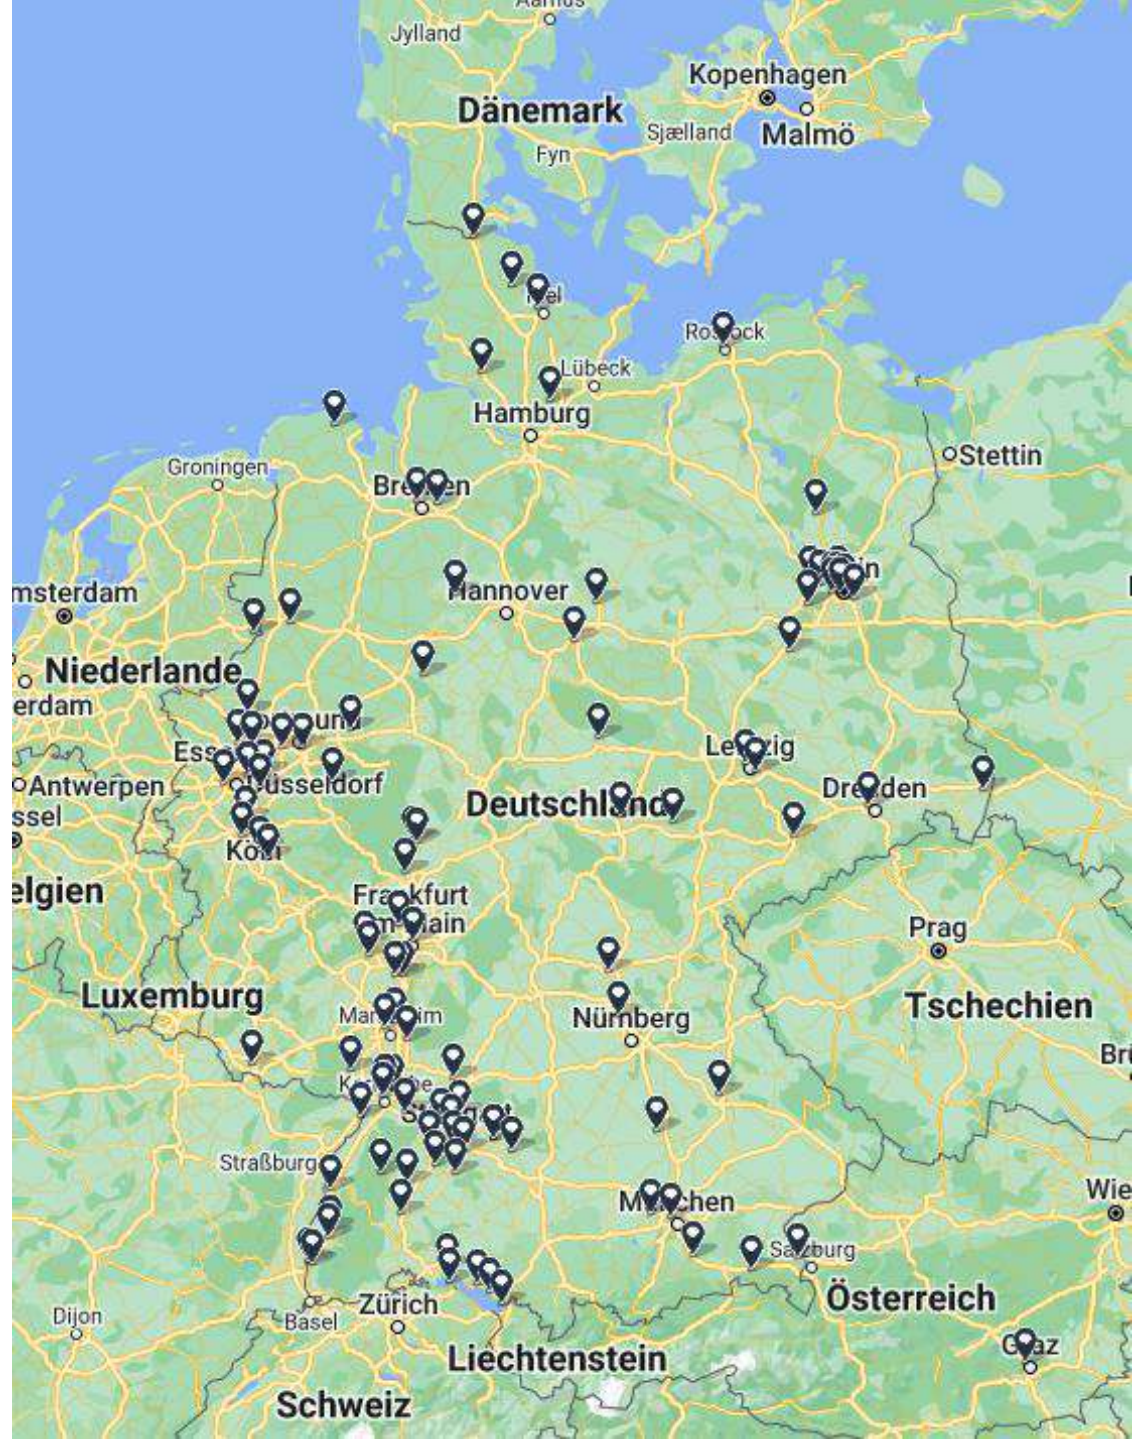 Aarhus
Jylland
Kopenhagen
Dänemark
Sjælland
Malmö
Fyn
Kiel
Rostock
Lübeck
Hamburg
Groningen
Stettin
Bremen
msterdam
Hannover
Niederlande
erdam
Dortmund
Essen
Leipzig
Antwerpen
Düsseldorf
Dresden
ssel
Deutschland
Köln
elgien
Frankfurt
am Main
Prag
Luxemburg
Tschechien
Mannheim
Nürnberg
Brü
Karlsruhe
Stuttgart
Straßburg
München
Wie
Salzburg
Österreich
Zürich
Dijon
Basel
Graz
Liechtenstein
Schweiz